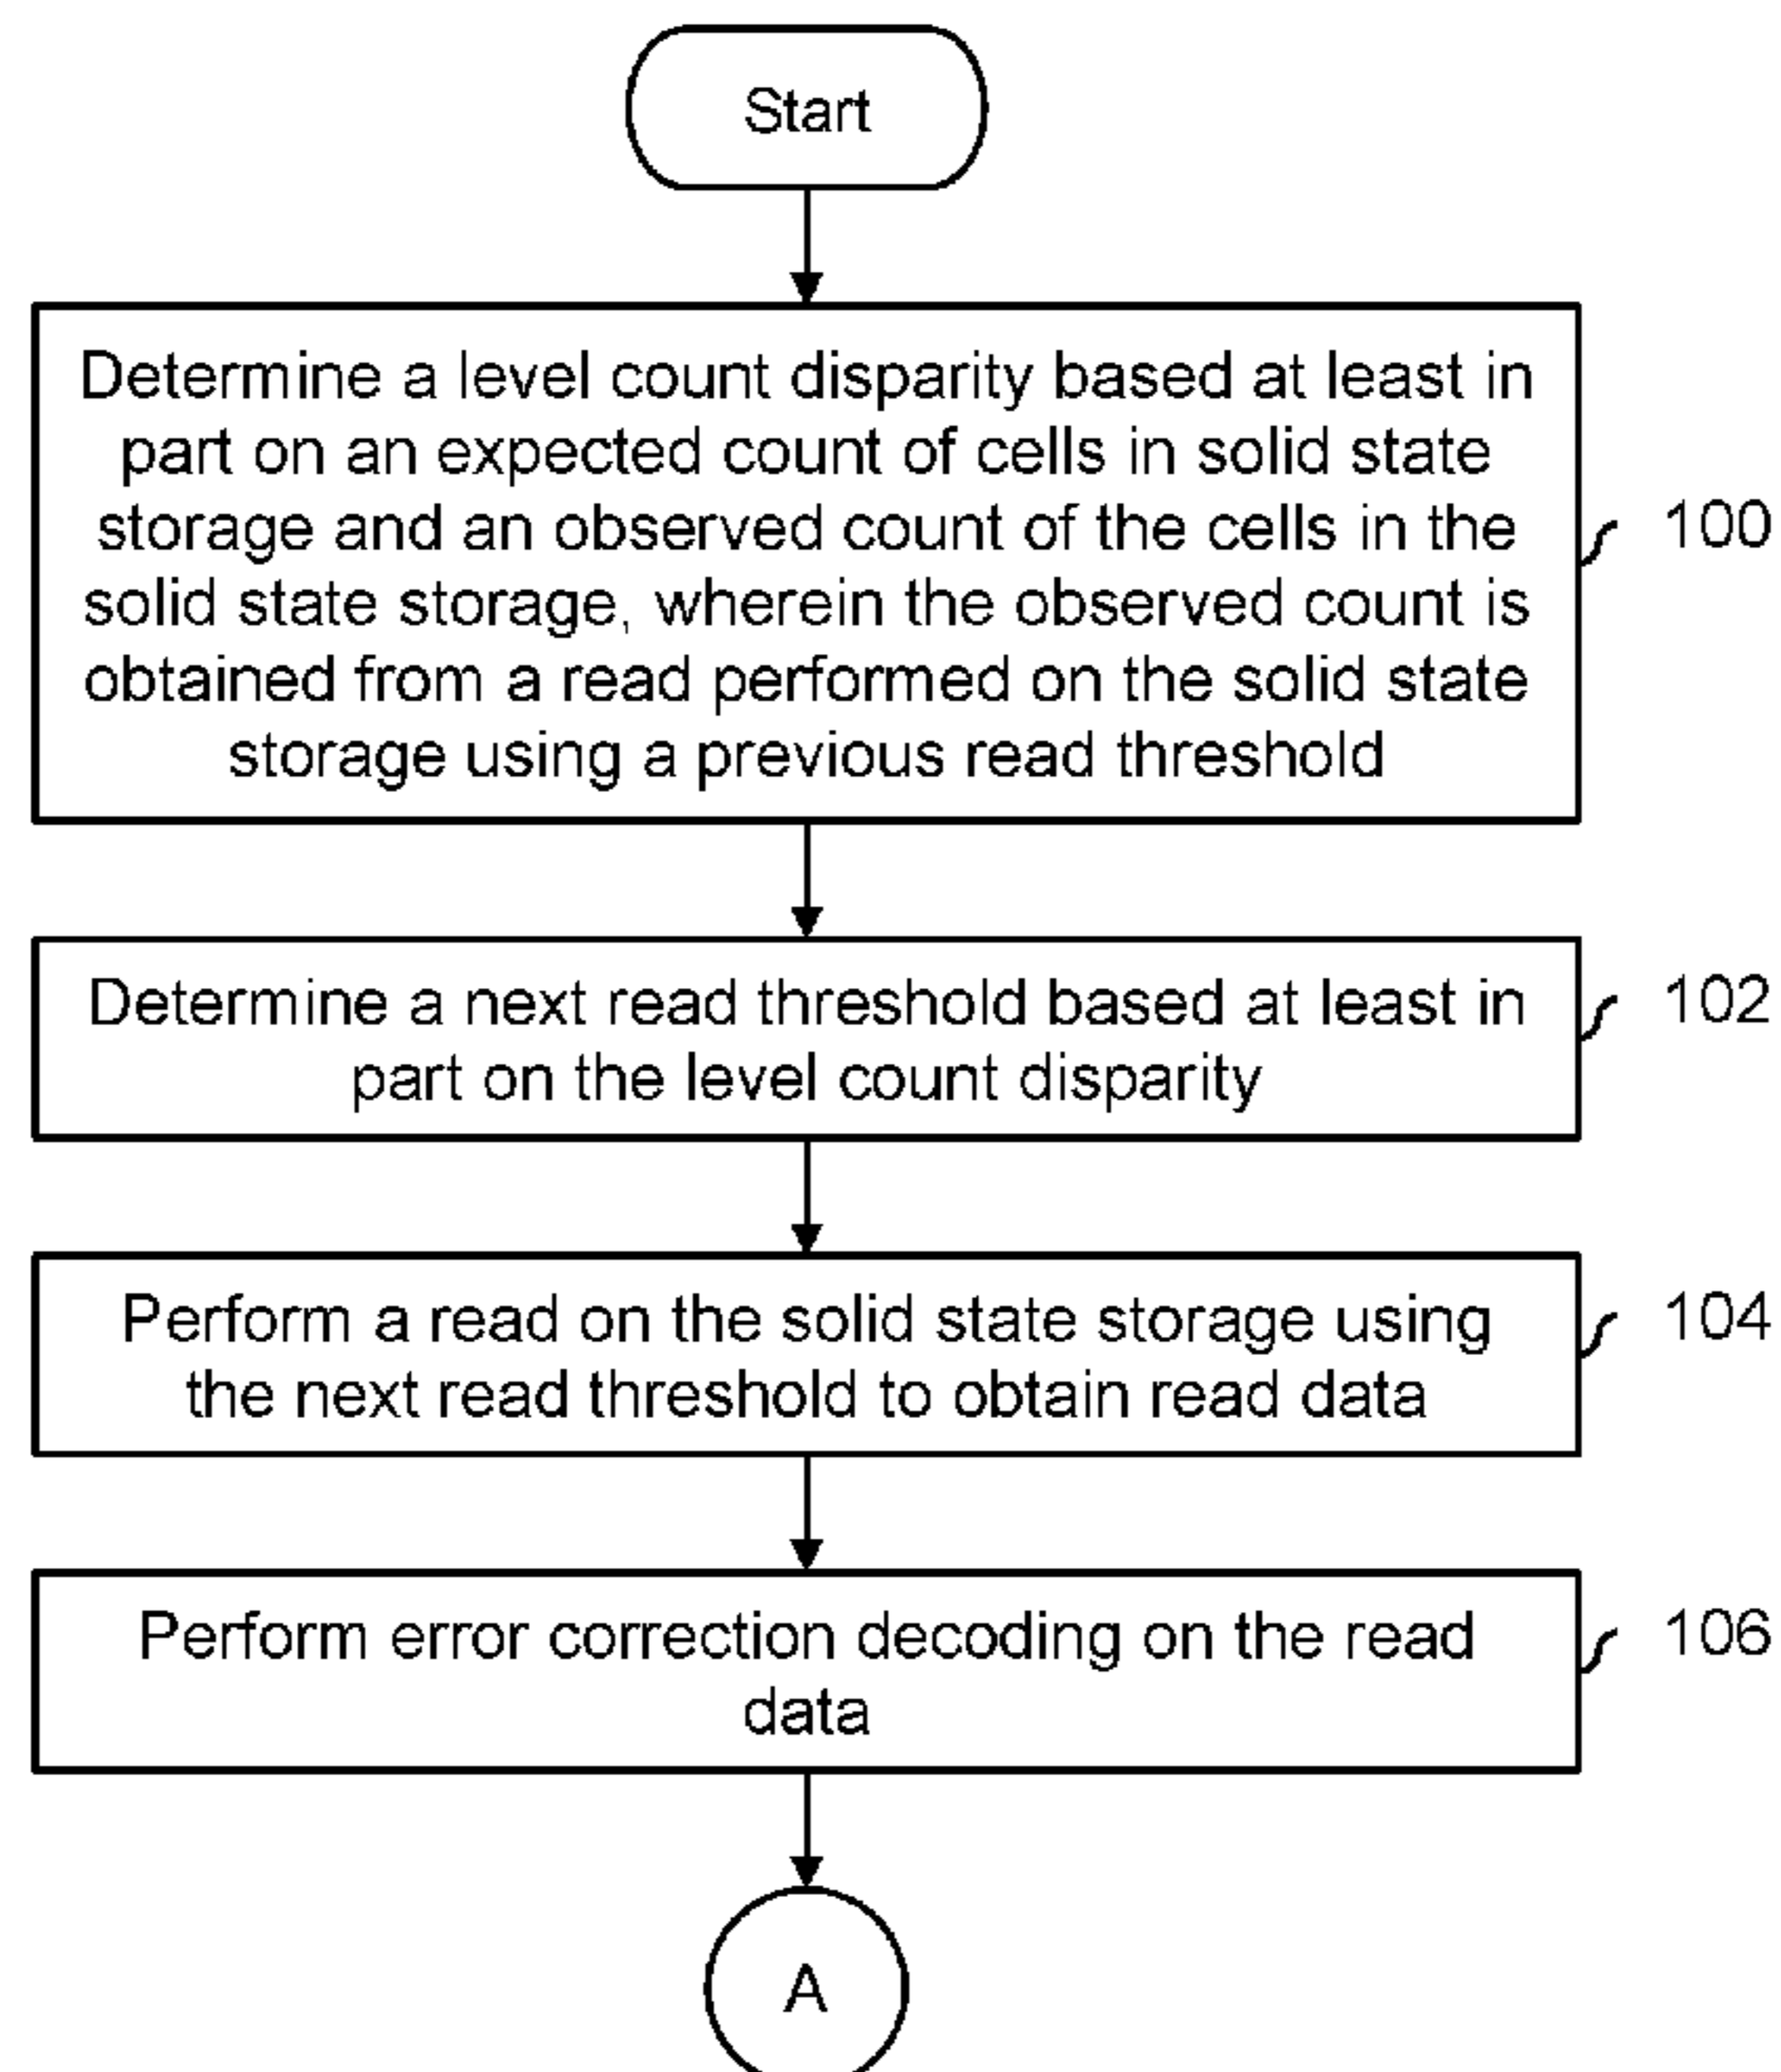 Start
Determine a level count disparity based at least in
part on an expected count of cells in solid state
storage and an observed count of the cells in the
solid state storage, wherein the observed count is
obtained from a read performed on the solid state
storage using a previous read threshold
100
Determine a next read threshold based at least in
part on the level count disparity
102
Perform a read on the solid state storage using
the next read threshold to obtain read data
104
Perform error correction decoding on the read
data
106
A